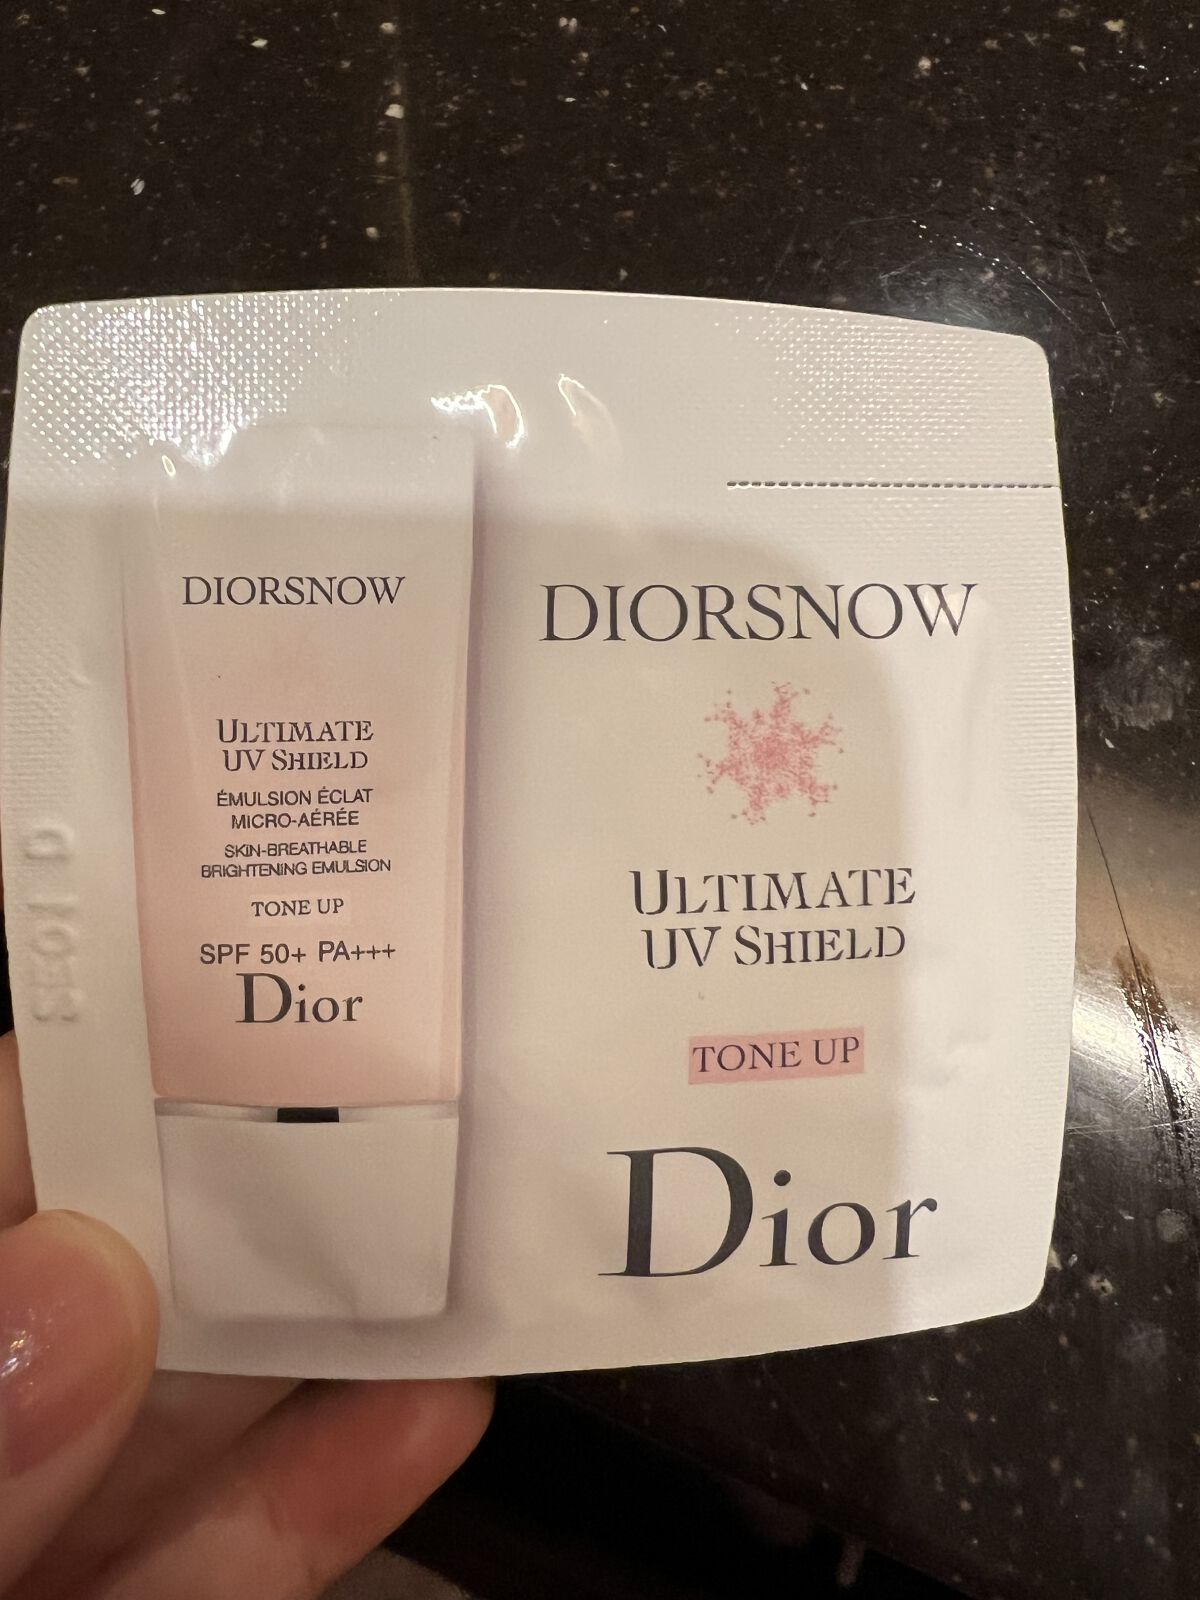 DIORSNOW
ULTIMATE
UV SHIELD
ÉMULSION ÉCLAT
MICRO-AÉRÉE
SKIN-BREATHABLE
BRIGHTENING EMULSION
TONE UP
SPF 50+ PA+++
Dior
DIORSNOW
ULTIMATE
UV SHIELD
TONE UP
Dior